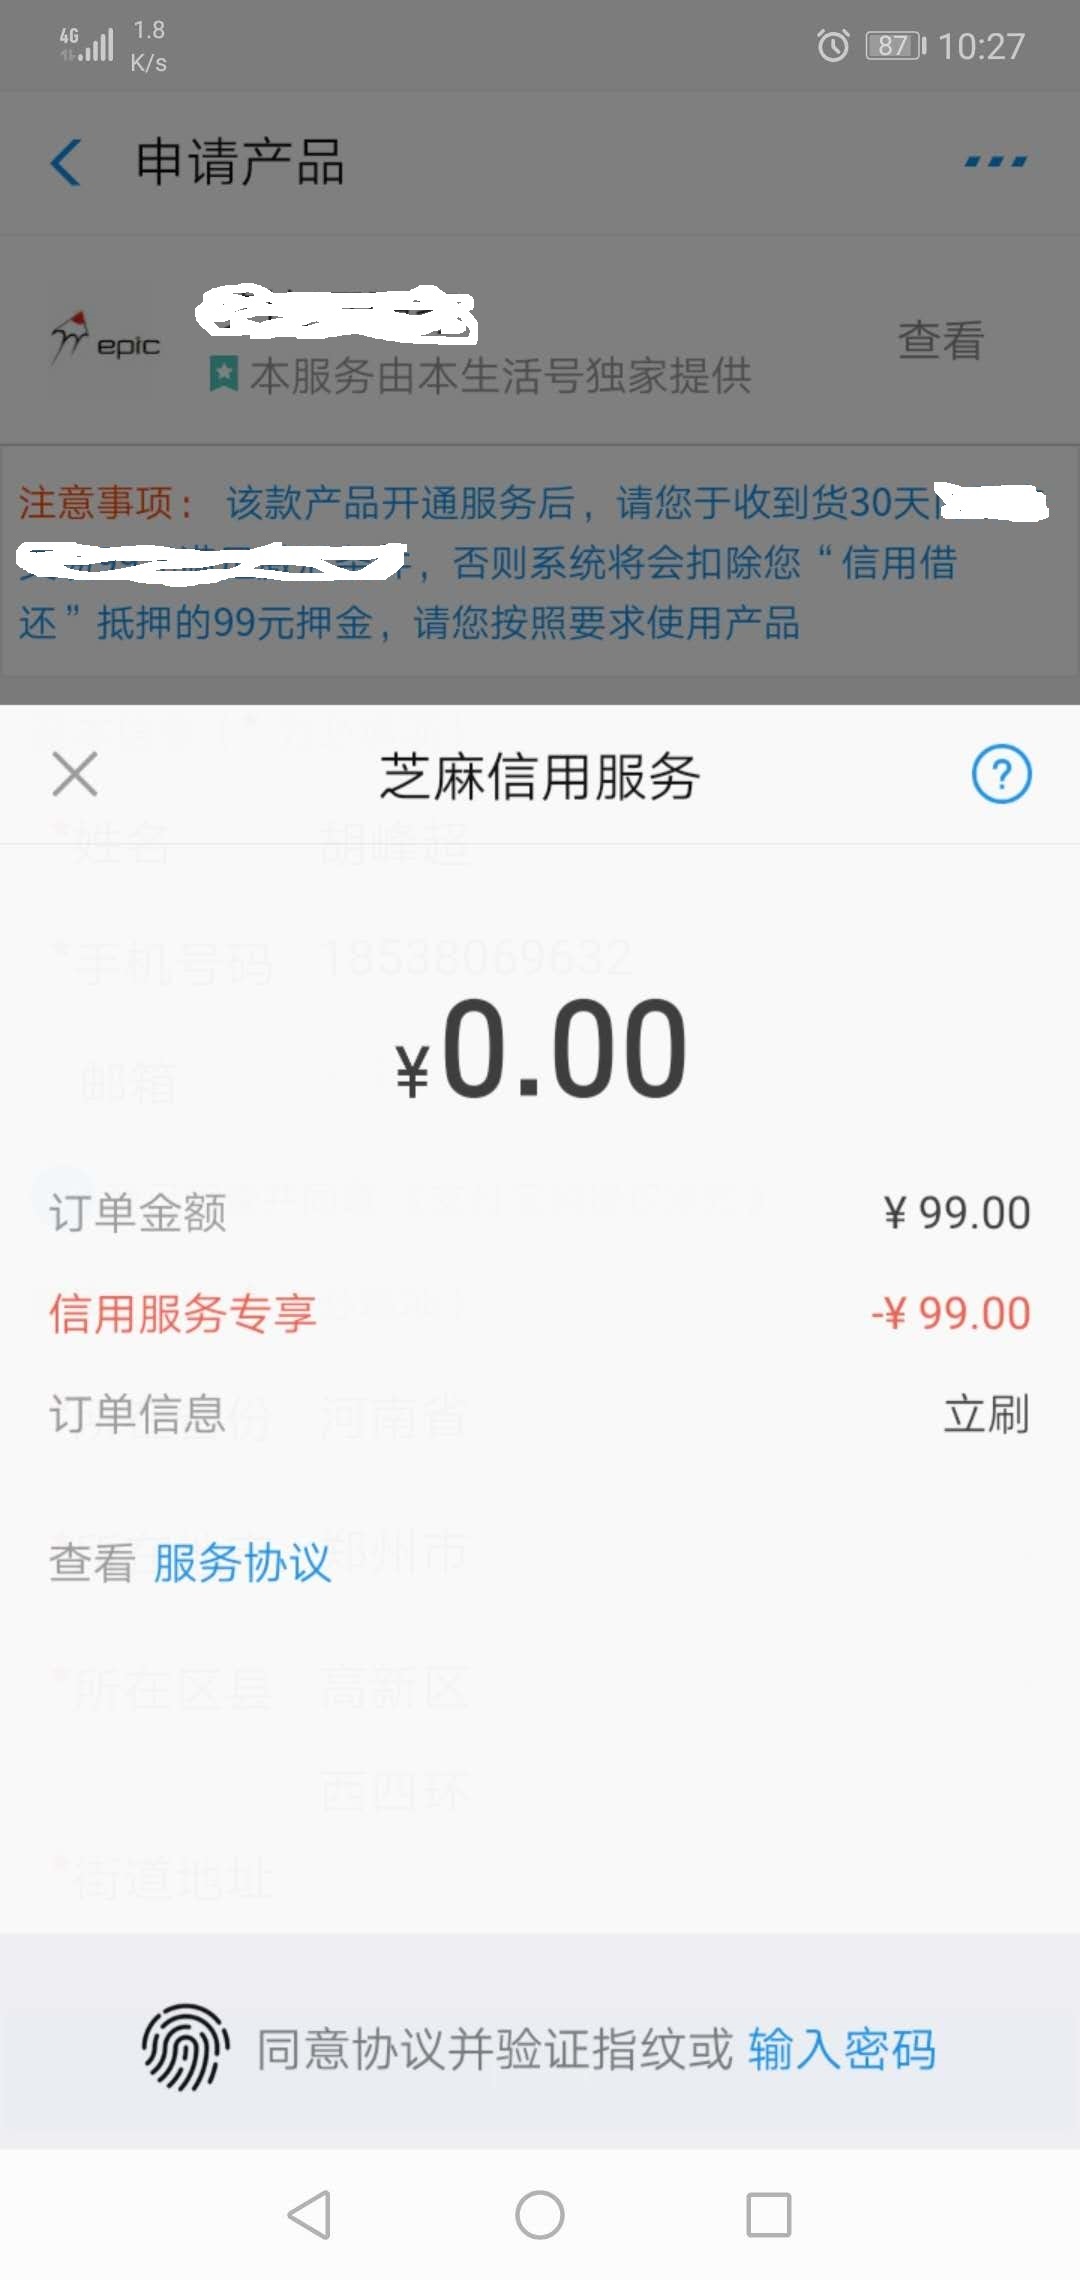 4G
1.8
K/s
87
10:27
申请产品
epic
本服务由本生活号独家提供
查看
注意事项： 该款产品开通服务后，请您于收到货30天
，否则系统将会扣除您“信用借
还”抵押的99元押金，请您按照要求使用产品
芝麻信用服务
?
*姓名 胡峰超
*手机号码 18538069632
¥0.00
邮箱
订单金额 ¥ 99.00
信用服务专享 -¥ 99.00
订单信息 立刷
份 河南省
查看 服务协议
郑州市
*所在区县 高新区
西四环
*街道地址
同意协议并验证指纹或 输入密码